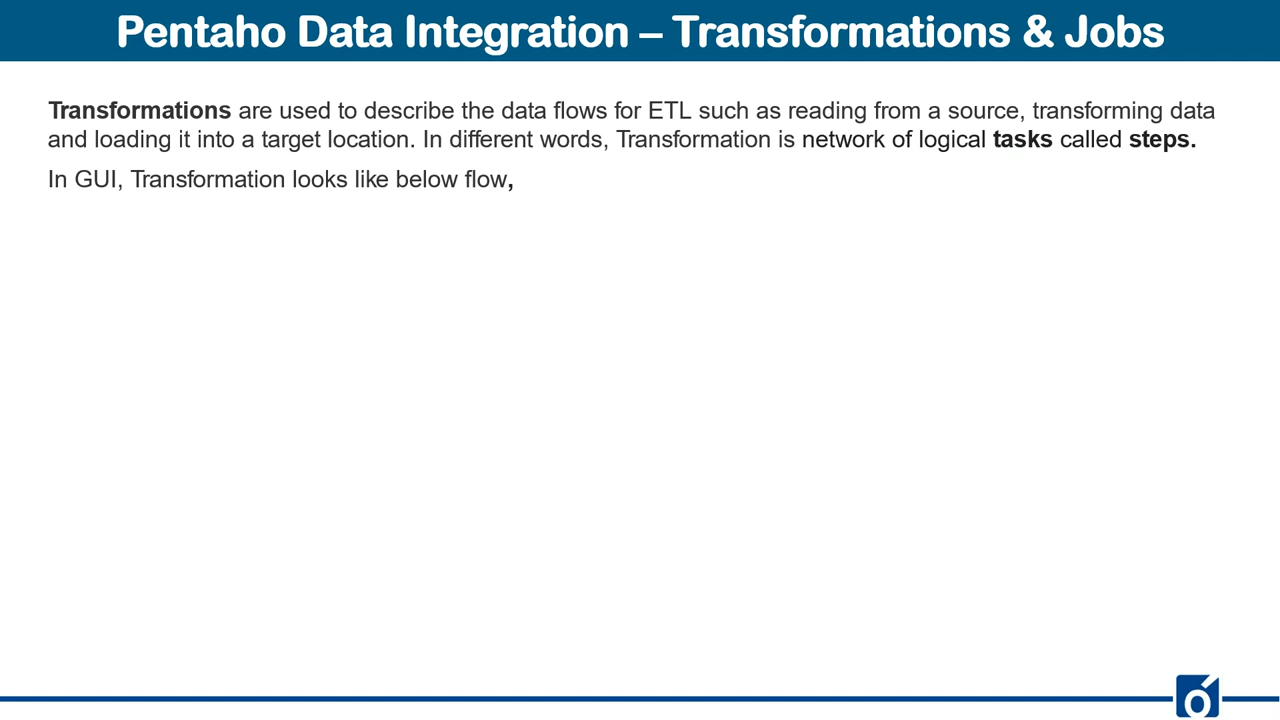 Pentaho Data Integration – Transformations & Jobs
Transformations are used to describe the data flows for ETL such as reading from a source, transforming data
and loading it into a target location. In different words, Transformation is network of logical tasks called steps.
In GUI, Transformation looks like below flow,